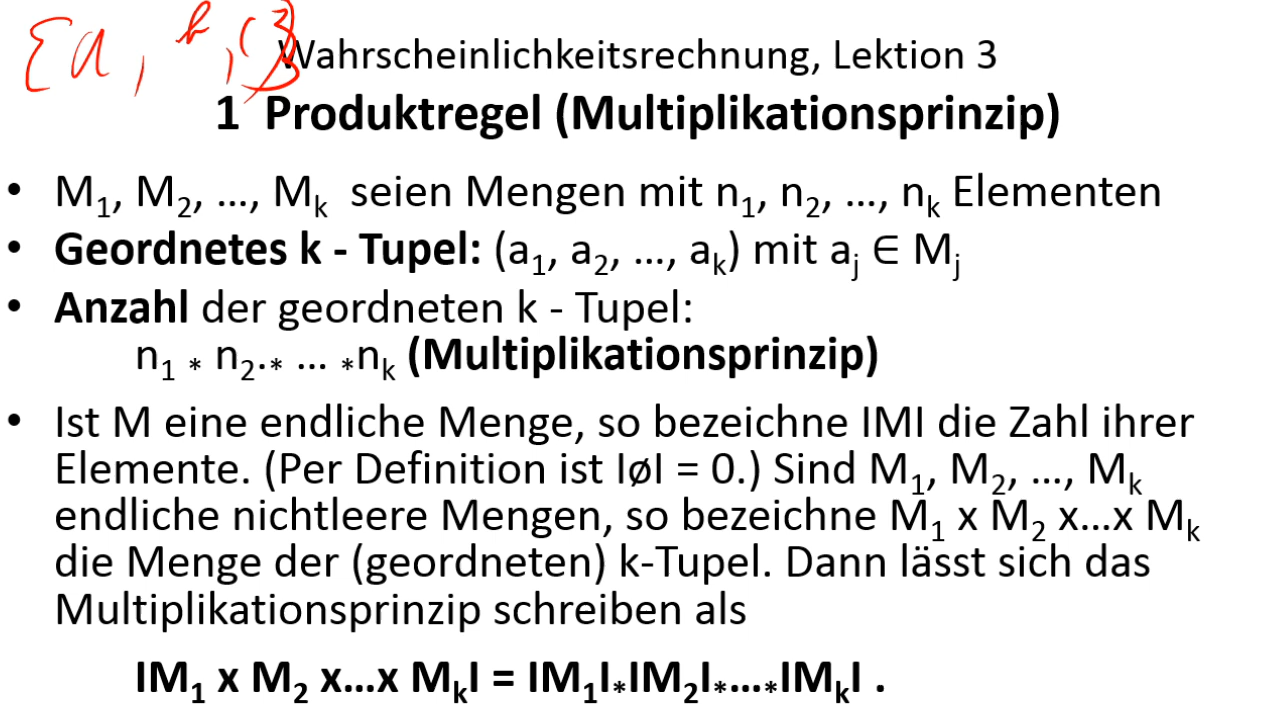 {a, b, c}
Wahrscheinlichkeitsrechnung, Lektion 3
1 Produktregel (Multiplikationsprinzip)
• M₁, M₂, ..., Mₖ seien Mengen mit n₁, n₂, ..., nₖ Elementen
• Geordnetes k - Tupel: (a₁, a₂, ..., aₖ) mit aⱼ ∈ Mⱼ
• Anzahl der geordneten k - Tupel:
n₁ * n₂.* ... *nₖ (Multiplikationsprinzip)
• Ist M eine endliche Menge, so bezeichne IMI die Zahl ihrer
Elemente. (Per Definition ist IøI = 0.) Sind M₁, M₂, ..., Mₖ
endliche nichtleere Mengen, so bezeichne M₁ x M₂ x...x Mₖ
die Menge der (geordneten) k-Tupel. Dann lässt sich das
Multiplikationsprinzip schreiben als
IM₁ x M₂ x...x MₖI = IM₁I*IM₂I*...*IMₖI .